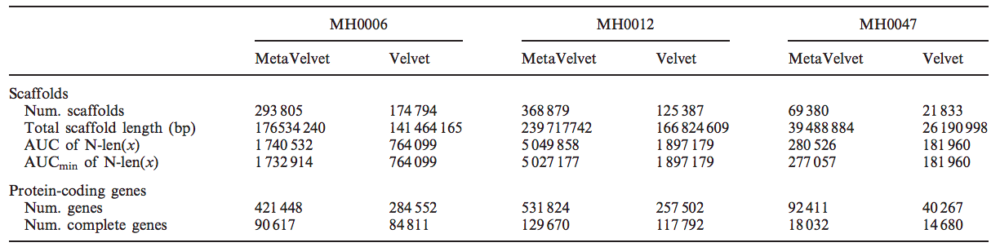 MH0006 MH0012 MH0047
MetaVelvet Velvet MetaVelvet Velvet MetaVelvet Velvet
Scaffolds
Num. scaffolds 293 805 174 794 368 879 125 387 69 380 21 833
Total scaffold length (bp) 176534 240 141 464 165 239 717742 166 824 609 39 488 884 26 190 998
AUC of N-len(x) 1 740 532 764 099 5 049 858 1 897 179 280 526 181 960
AUCmin of N-len(x) 1 732 914 764 099 5 027 177 1 897 179 277 057 181 960
Protein-coding genes
Num. genes 421 448 284 552 531 824 257 502 92 411 40 267
Num. complete genes 90 617 84 811 129 670 117 792 18 032 14 680